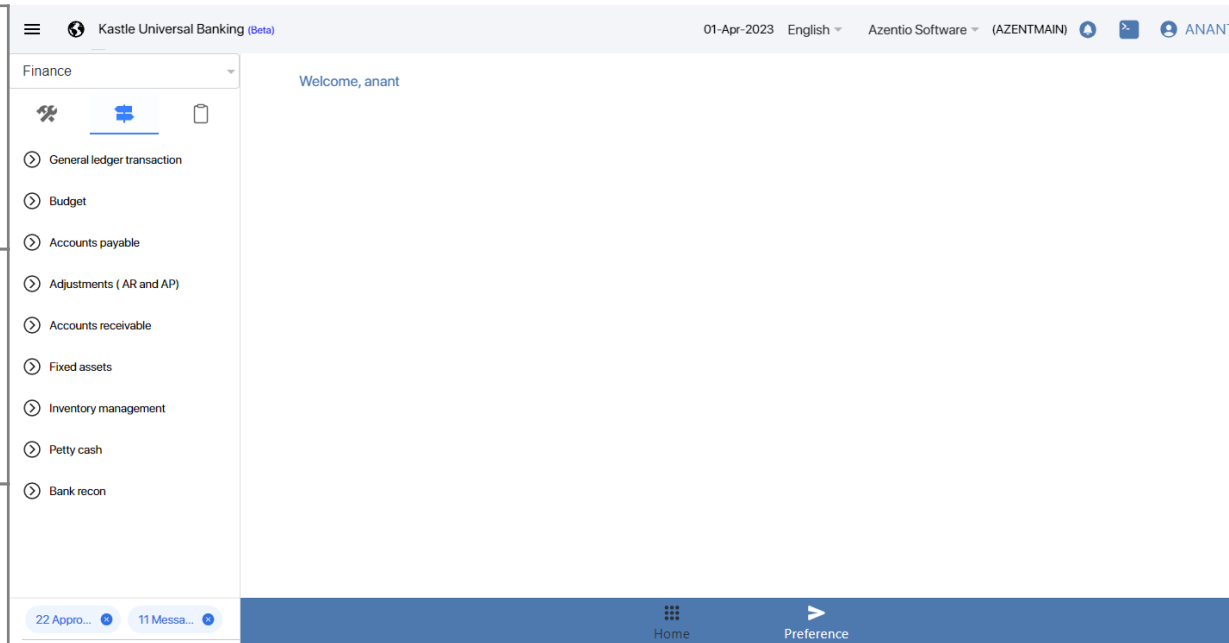 Kastle Universal Banking (Beta)
01-Apr-2023 English Azentio Software (AZENTMAIN) ANANT
Finance
Welcome, anant
General ledger transaction
Budget
Accounts payable
Adjustments ( AR and AP)
Accounts receivable
Fixed assets
Inventory management
Petty cash
Bank recon
22 Appro... 11 Messa...
Home Preference